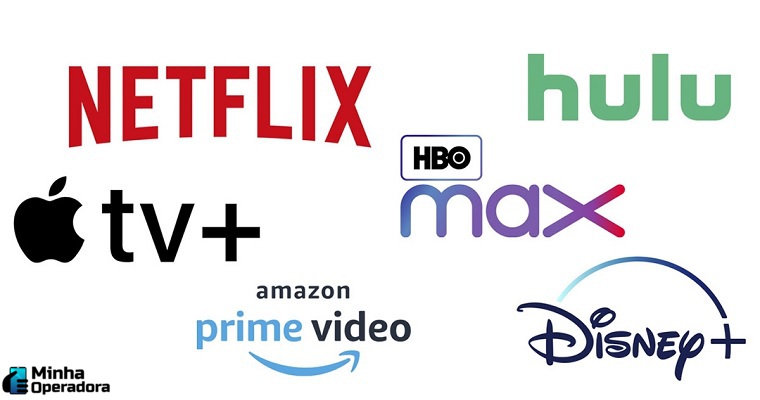 NETFLIX
hulu
HBO
max
tv+
amazon
prime video
Disney+
Minha
Operadora